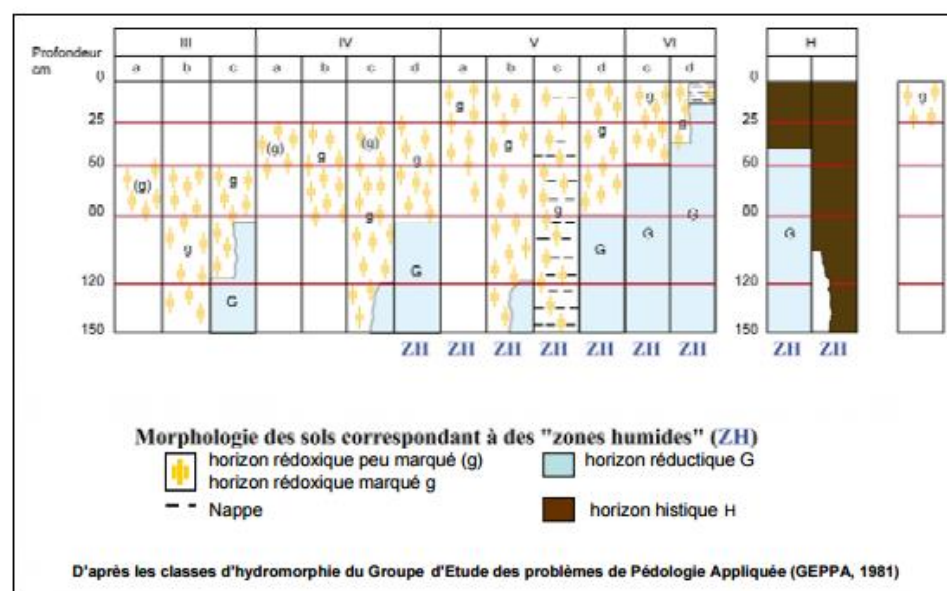 III IV V VI H
Profondeur
cm
a b c a b c d a b c d c d
0 0
25 25
60 60
80 80
120 120
150 150
(g) g g (g) g (g) g g g g g g g g
g G g G G G G G
ZH ZH ZH ZH ZH ZH ZH ZH ZH
Morphologie des sols correspondant à des "zones humides" (ZH)
horizon rédoxique peu marqué (g)
horizon réductique G
horizon rédoxique marqué g
Nappe
horizon histique H
D'après les classes d'hydromorphie du Groupe d'Etude des problèmes de Pédologie Appliquée (GEPPA, 1981)